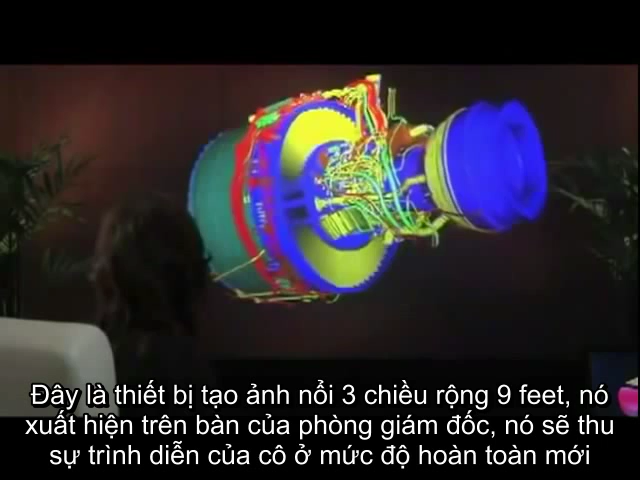 Đây là thiết bị tạo ảnh nổi 3 chiều rộng 9 feet, nó
xuất hiện trên bàn của phòng giám đốc, nó sẽ thu
sự trình diễn của cô ở mức độ hoàn toàn mới